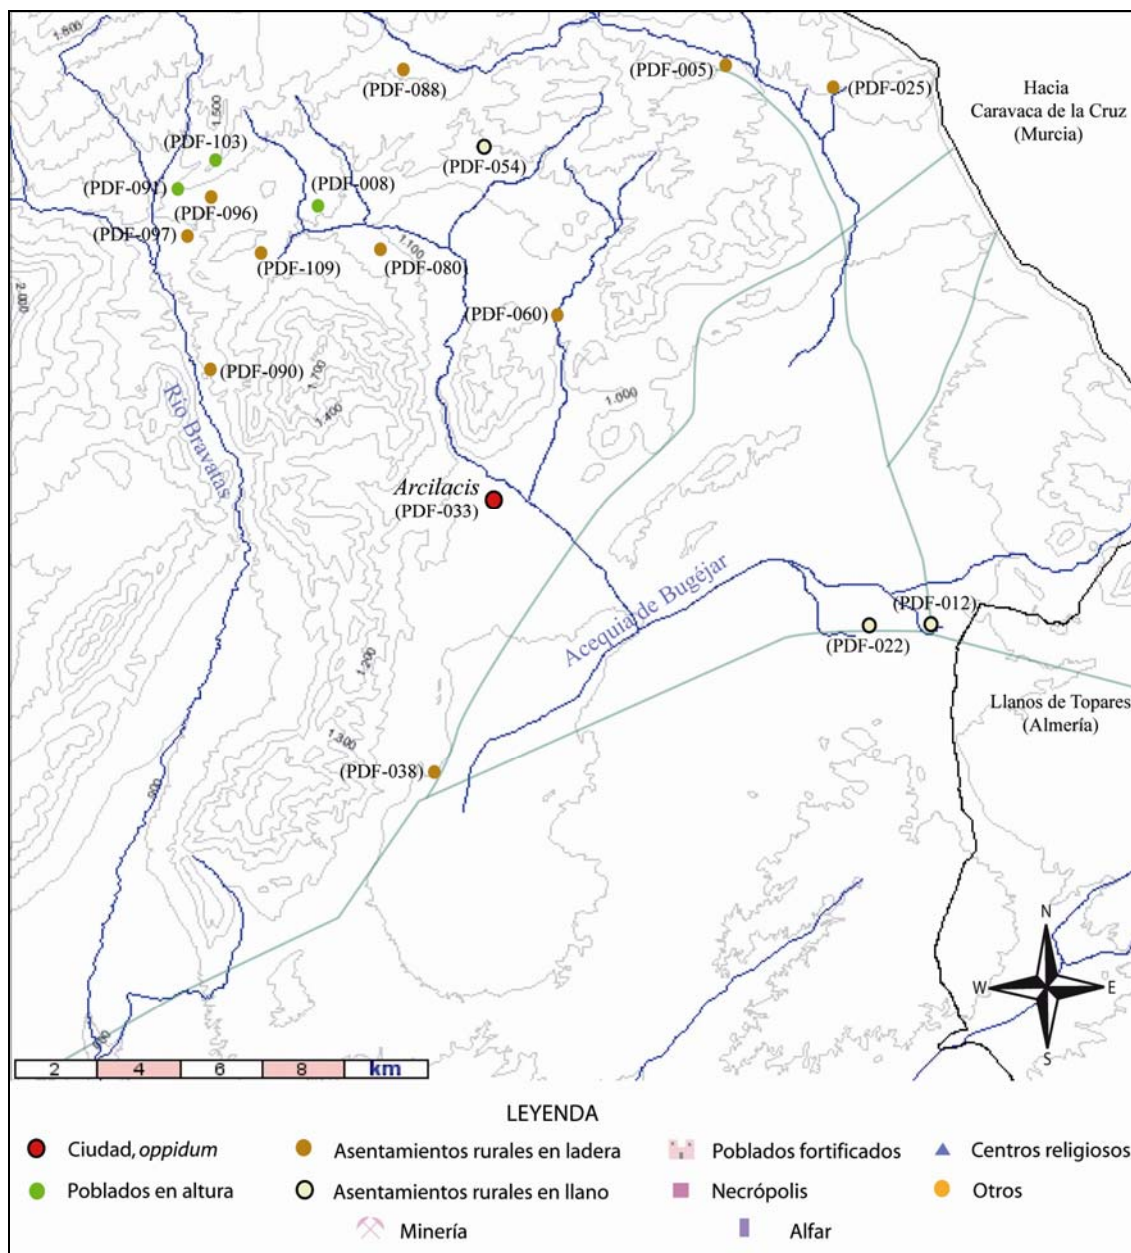 1.800
(PDF-088)
(PDF-005)
(PDF-025)
Hacia
Caravaca de la Cruz
(Murcia)
1.500
(PDF-103)
(PDF-054)
(PDF-091)
(PDF-008)
(PDF-096)
(PDF-097)
(PDF-109)
(PDF-080)
1.100
2.000
(PDF-060)
(PDF-090)
1.700
1.400
1.000
Río Bravatas
Arcilacis
(PDF-033)
Acequia de Bugéjar
(PDF-012)
(PDF-022)
1.200
Llanos de Topares
(Almería)
1.300
(PDF-038)
900
N
W
E
S
2 4 6 8 km
LEYENDA
Ciudad, oppidum
Asentamientos rurales en ladera
Poblados fortificados
Centros religiosos
Poblados en altura
Asentamientos rurales en llano
Necrópolis
Otros
Minería
Alfar